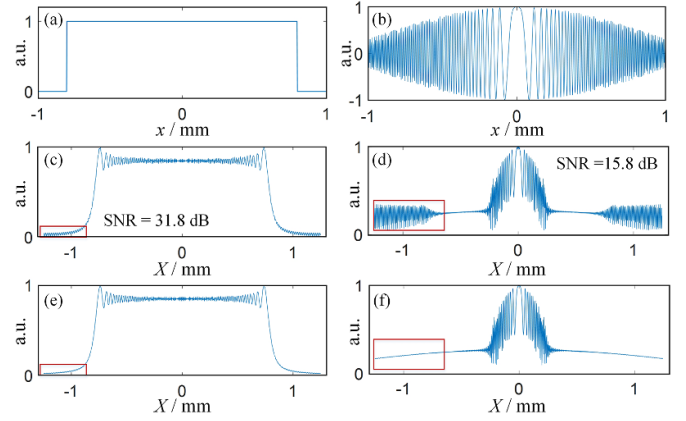 (a)
a.u.
1
0
-1 0 1
x / mm
(b)
a.u.
1
0
-1
-1 0 1
x / mm
(c)
a.u.
1
0
SNR = 31.8 dB
-1 0 1
X / mm
(d)
a.u.
1
0
SNR =15.8 dB
-1 0 1
X / mm
(e)
a.u.
1
0
-1 0 1
X / mm
(f)
a.u.
1
0
-1 0 1
X / mm